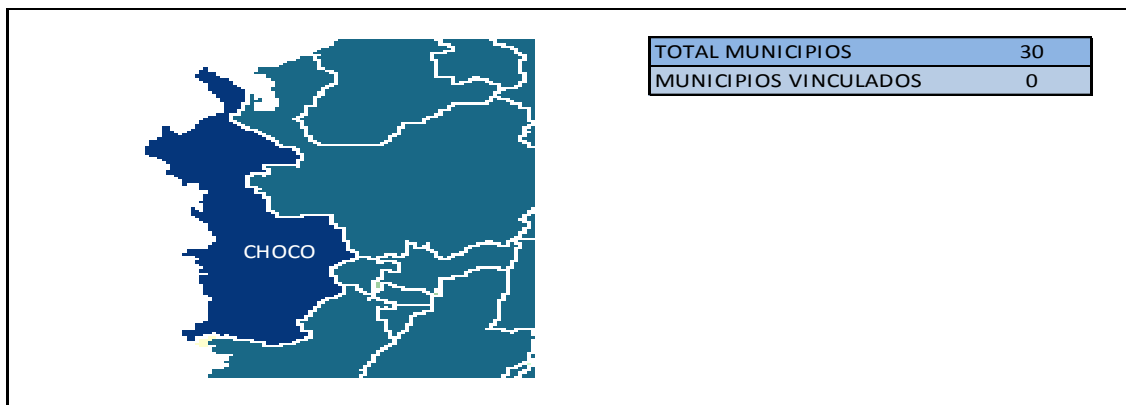 TOTAL MUNICIPIOS 30
MUNICIPIOS VINCULADOS 0
CHOCO